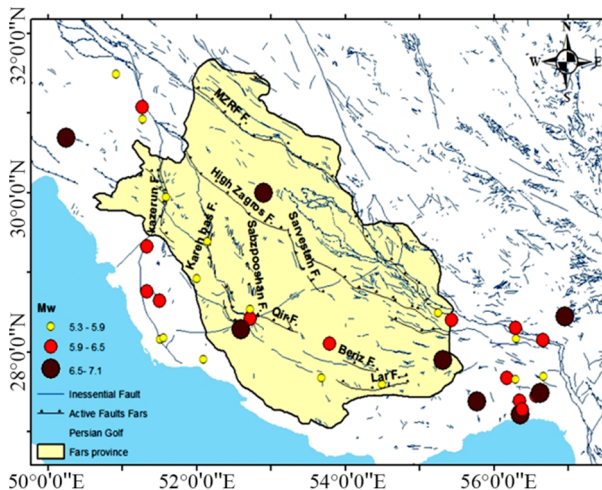 32°0'0"N
30°0'0"N
28°0'0"N
N
W
E
S
MZRF F.
kazerun F.
High Zagros F.
Kareh bas F.
Sabzpooshan F.
Sarvestan F.
Qir F.
Beriz F.
Lar F.
Mw
5.3 - 5.9
5.9 - 6.5
6.5- 7.1
Inessential Fault
Active Faults Fars
Persian Golf
Fars province
50°0'0"E
52°0'0"E
54°0'0"E
56°0'0"E